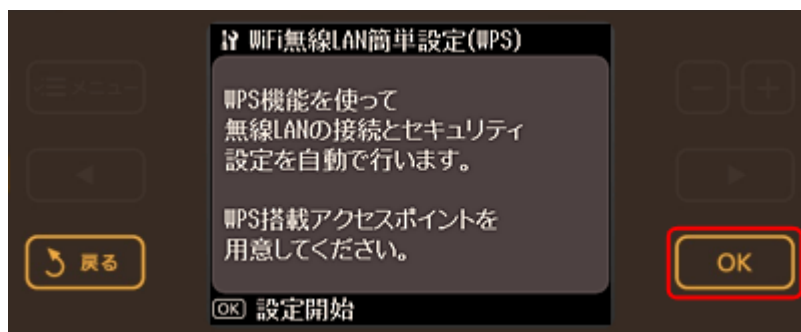 WiFi無線LAN簡単設定(WPS)
メニュー
WPS機能を使って
無線LANの接続とセキュリティ
設定を自動で行います。
WPS搭載アクセスポイントを
用意してください。
戻る
OK
OK 設定開始